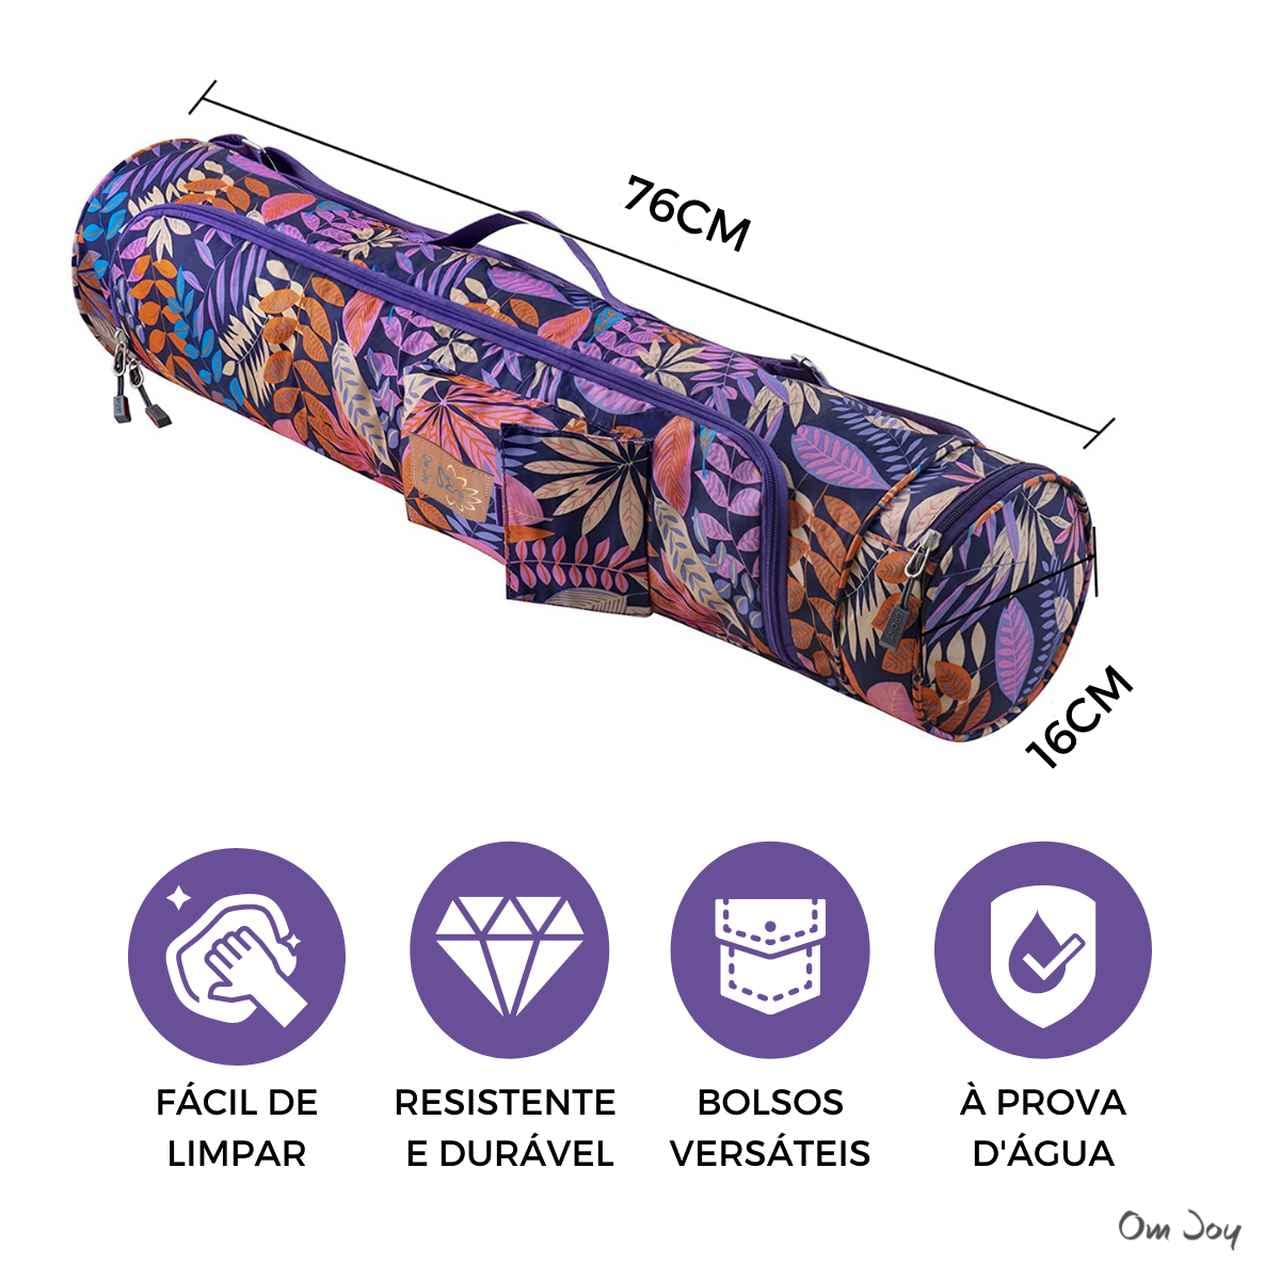 76CM
16CM
FÁCIL DE
LIMPAR
RESISTENTE
E DURÁVEL
BOLSOS
VERSÁTEIS
À PROVA
D'ÁGUA
Om Joy